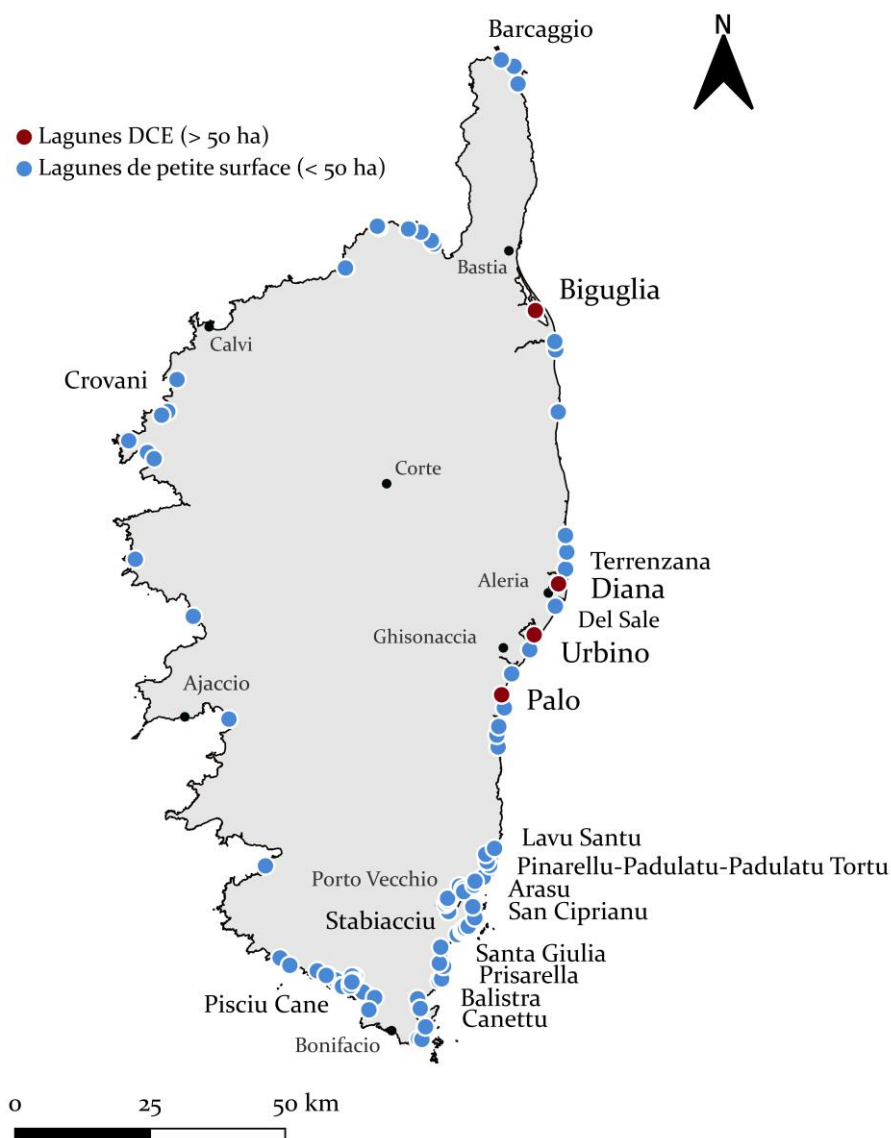 Barcaggio
N
Lagunes DCE (> 50 ha)
Lagunes de petite surface (< 50 ha)
Bastia
Biguglia
Calvi
Crovani
Corte
Terrenzana
Aleria
Diana
Del Sale
Ghisonaccia
Urbino
Ajaccio
Palo
Lavu Santu
Pinarellu-Padulatu-Padulatu Tortu
Porto Vecchio
Arasu
San Ciprianu
Stabiacciu
Santa Giulia
Prisarella
Pisciu Cane
Balistra
Canettu
Bonifacio
0 25 50 km